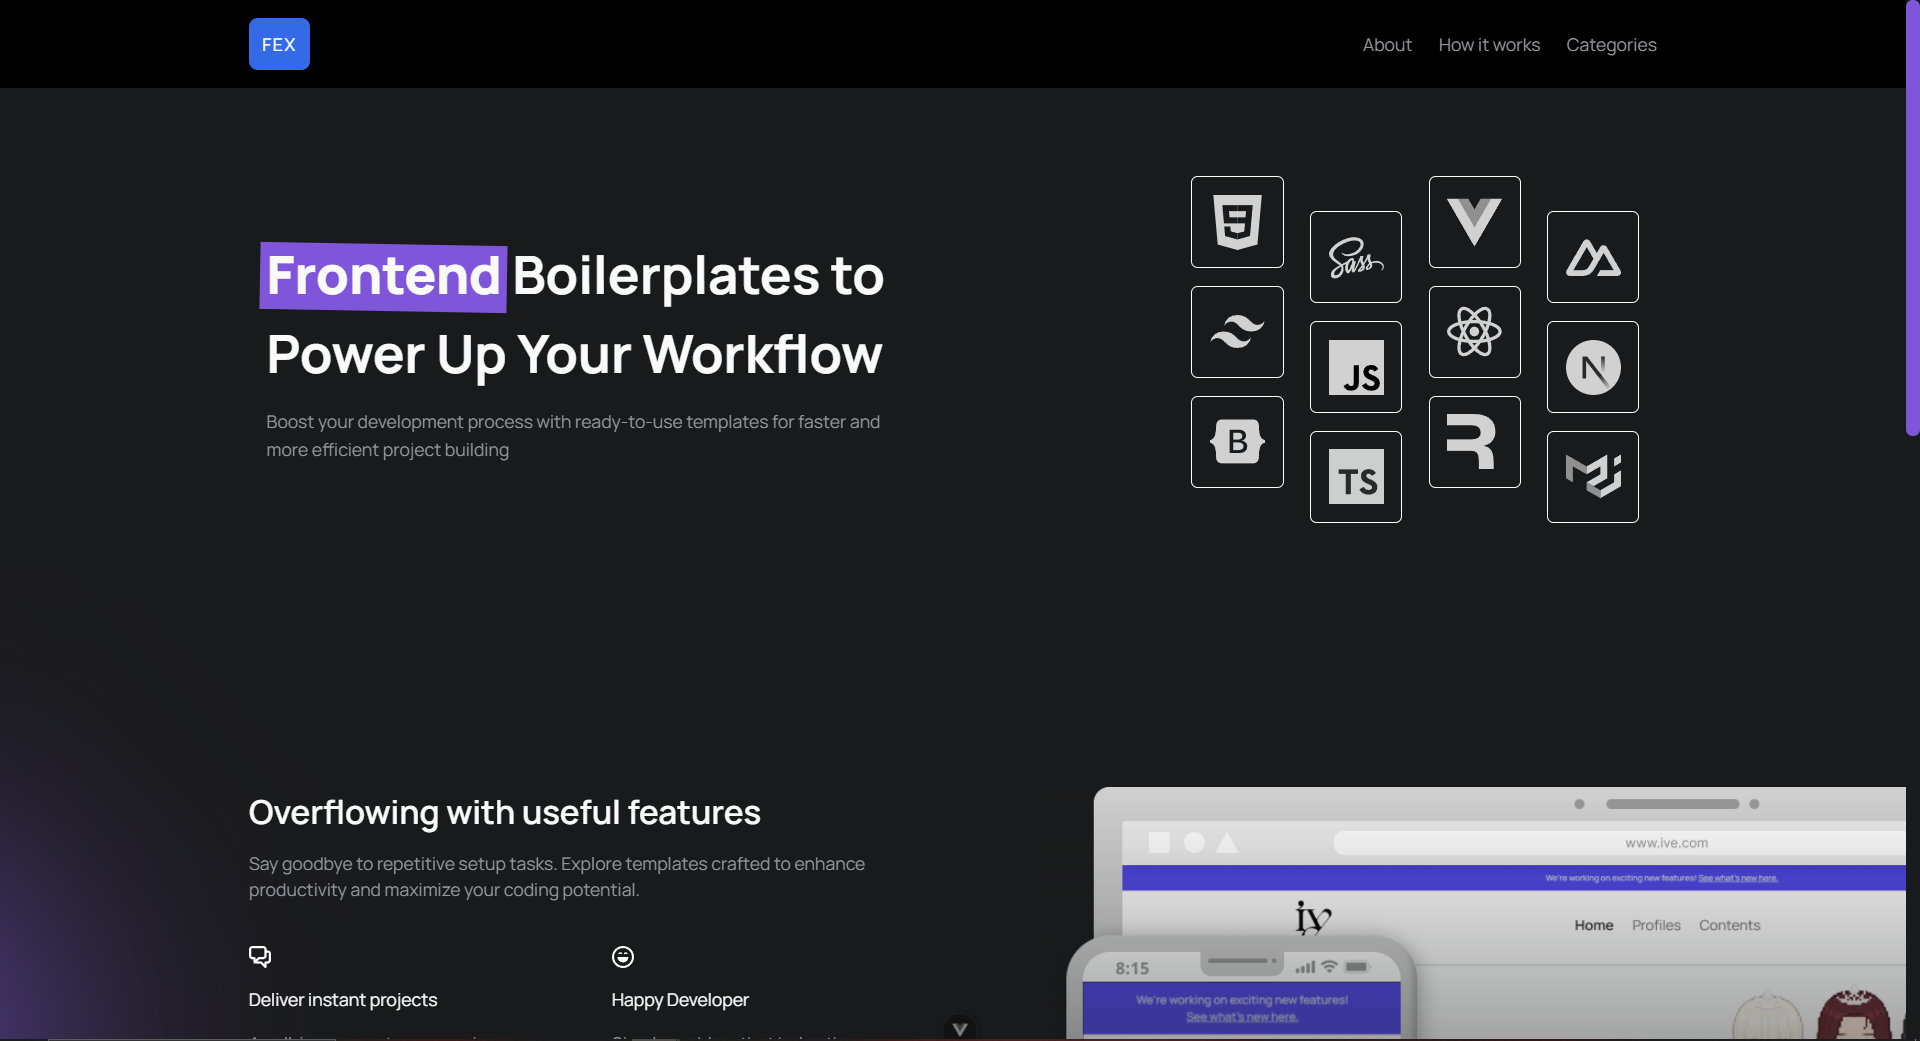 FEX
About How it works Categories
Frontend Boilerplates to
Power Up Your Workflow
Boost your development process with ready-to-use templates for faster and
more efficient project building
Sass
JS
N
B
TS
Overflowing with useful features
Say goodbye to repetitive setup tasks. Explore templates crafted to enhance
productivity and maximize your coding potential.
Deliver instant projects
Happy Developer
www.ive.com
We're working on exciting new features! See what's new here.
iv
Home Profiles Contents
8:15
We're working on exciting new features!
See what's new here.